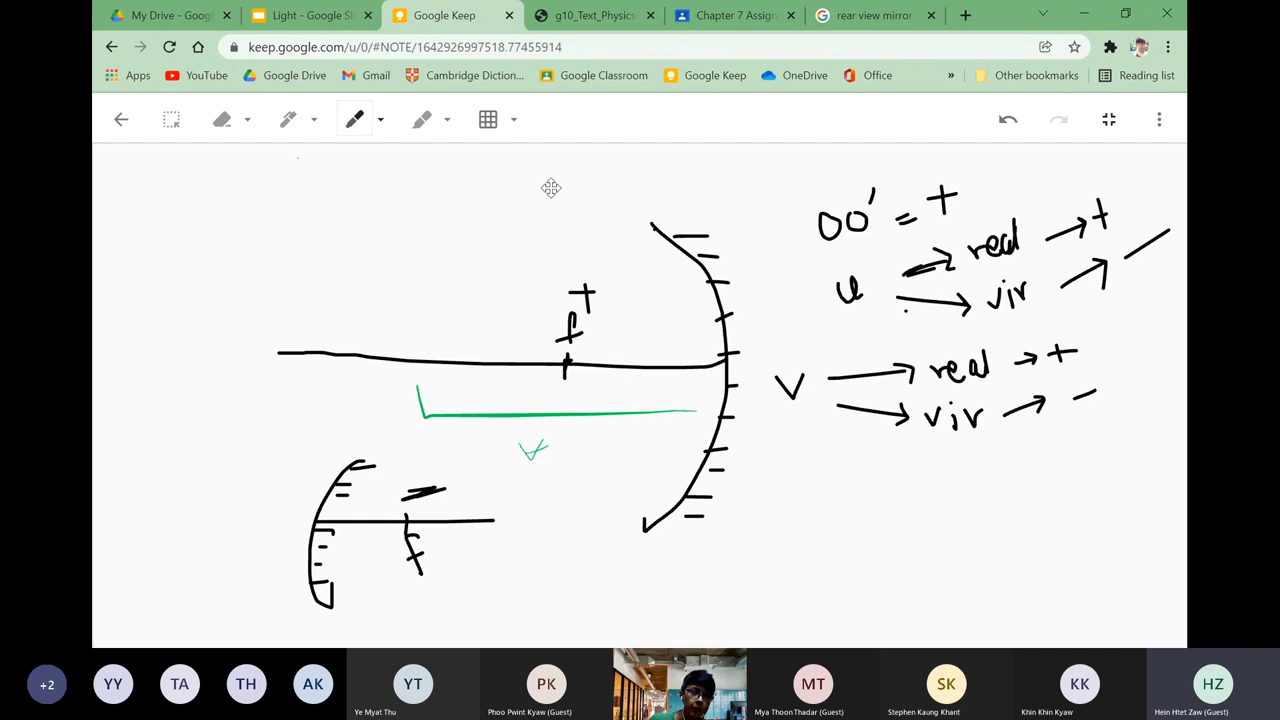 My Drive - Googl
Light - Google Sli
Google Keep
g10_Text_Physics
Chapter 7 Assign
rear view mirror
keep.google.com/u/0/#NOTE/1642926997518.77455914
Apps
YouTube
Google Drive
Gmail
Cambridge Diction...
Google Classroom
Google Keep
OneDrive
Office
»
Other bookmarks
Reading list
OO' = +
u → real → +
→ vir → -
v → real → +
→ vir → -
+
f
-
f
+2
YY
TA
TH
AK
YT
PK
MT
SK
KK
HZ
Ye Myat Thu
Phoo Pwint Kyaw (Guest)
Mya Thoon Thadar (Guest)
Stephen Kaung Khant
Khin Khin Kyaw
Hein Htet Zaw (Guest)